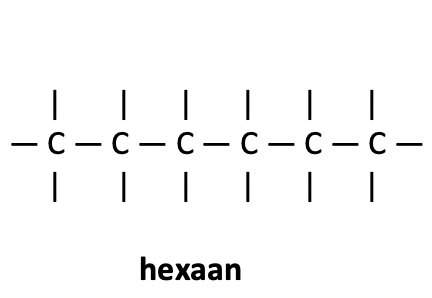 — C — C — C — C — C — C —
hexaan